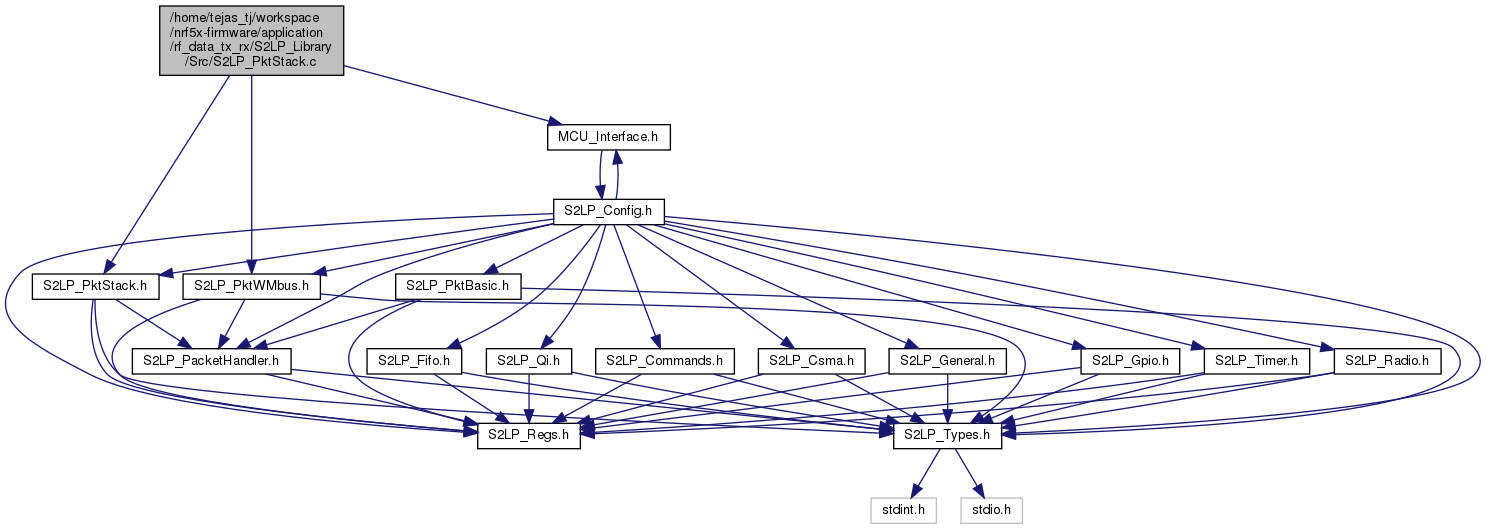 /home/tejas_tj/workspace
/nrf5x-firmware/application
/rf_data_tx_rx/S2LP_Library
/Src/S2LP_PktStack.c
MCU_Interface.h
S2LP_Config.h
S2LP_PktStack.h
S2LP_PktWMbus.h
S2LP_PktBasic.h
S2LP_PacketHandler.h
S2LP_Fifo.h
S2LP_Qi.h
S2LP_Commands.h
S2LP_Csma.h
S2LP_General.h
S2LP_Gpio.h
S2LP_Timer.h
S2LP_Radio.h
S2LP_Regs.h
S2LP_Types.h
stdint.h
stdio.h